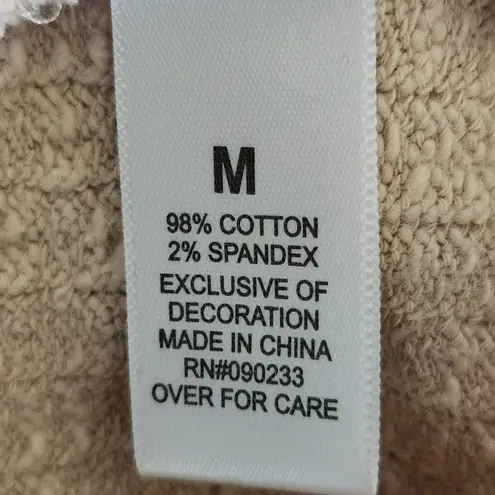 M
98% COTTON
2% SPANDEX
EXCLUSIVE OF
DECORATION
MADE IN CHINA
RN#090233
OVER FOR CARE